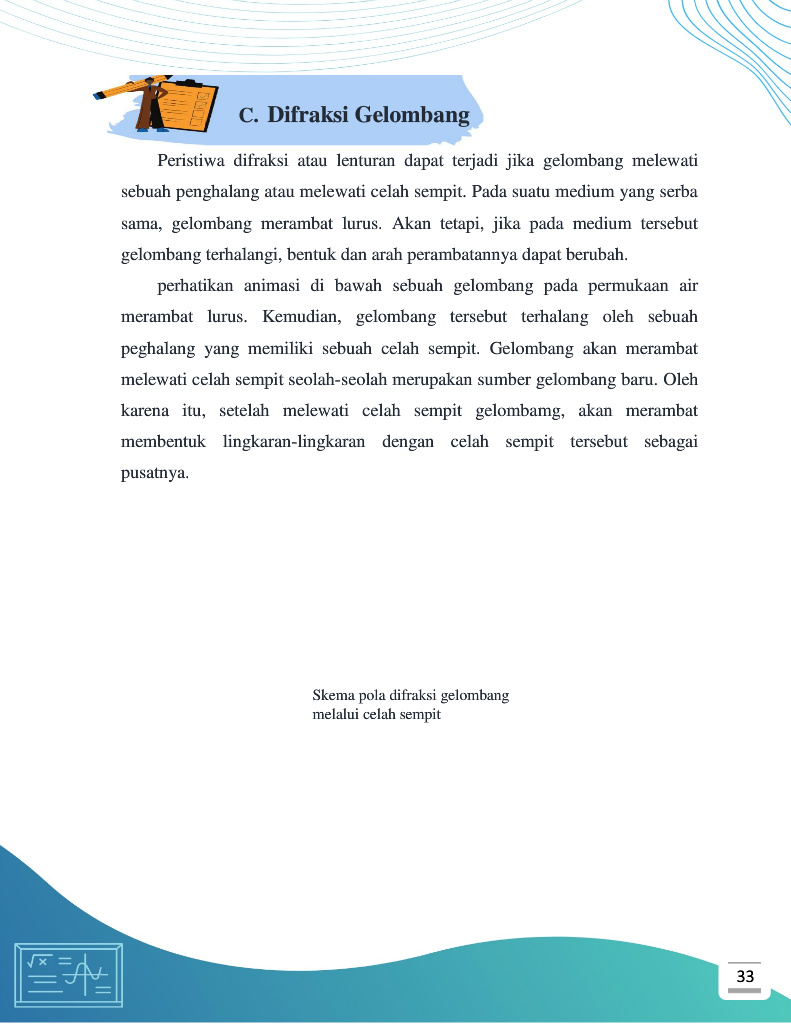 C. Difraksi Gelombang
Peristiwa difraksi atau lenturan dapat terjadi jika gelombang melewati
sebuah penghalang atau melewati celah sempit. Pada suatu medium yang serba
sama, gelombang merambat lurus. Akan tetapi, jika pada medium tersebut
gelombang terhalangi, bentuk dan arah perambatannya dapat berubah.
perhatikan animasi di bawah sebuah gelombang pada permukaan air
merambat lurus. Kemudian, gelombang tersebut terhalang oleh sebuah
peghalang yang memiliki sebuah celah sempit. Gelombang akan merambat
melewati celah sempit seolah-seolah merupakan sumber gelombang baru. Oleh
karena itu, setelah melewati celah sempit gelombamg, akan merambat
membentuk lingkaran-lingkaran dengan celah sempit tersebut sebagai
pusatnya.
Skema pola difraksi gelombang
melalui celah sempit
√x
33